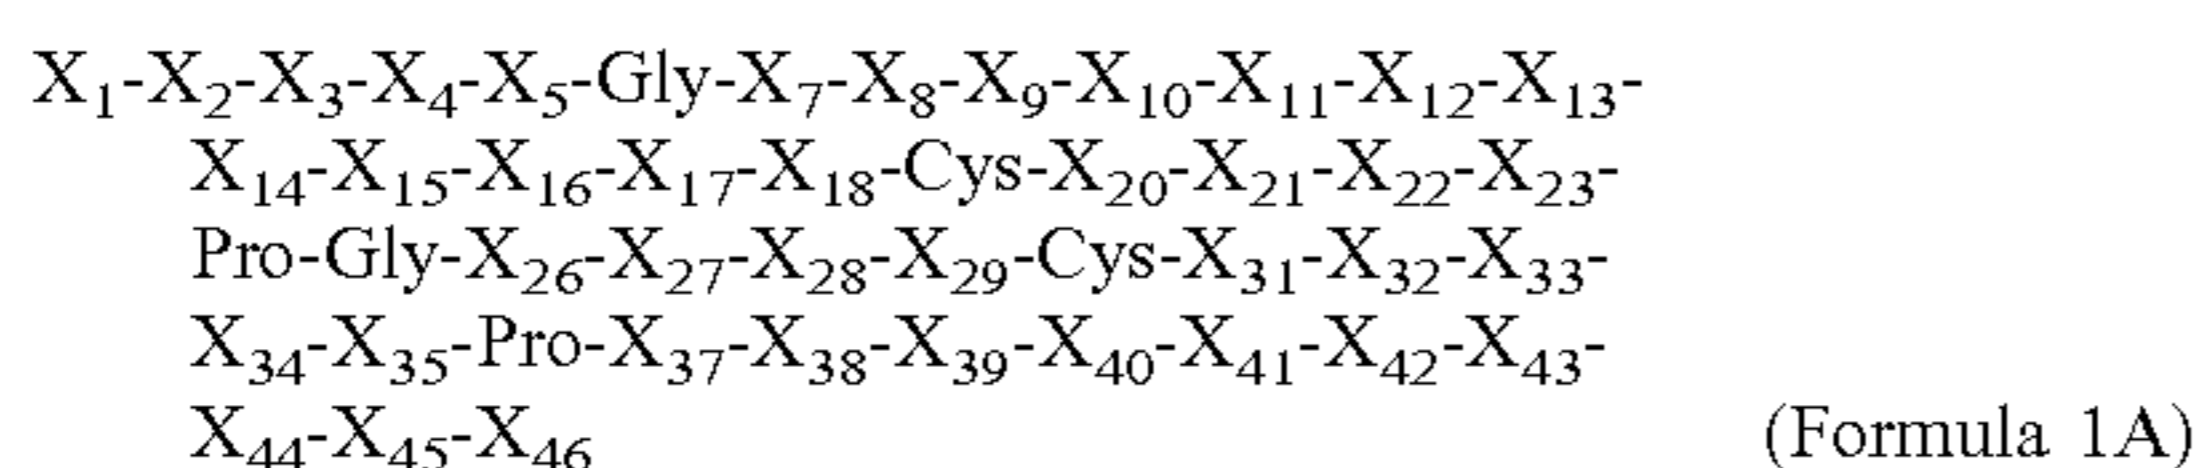 X₁-X₂-X₃-X₄-X₅-Gly-X₇-X₈-X₉-X₁₀-X₁₁-X₁₂-X₁₃-
X₁₄-X₁₅-X₁₆-X₁₇-X₁₈-Cys-X₂₀-X₂₁-X₂₂-X₂₃-
Pro-Gly-X₂₆-X₂₇-X₂₈-X₂₉-Cys-X₃₁-X₃₂-X₃₃-
X₃₄-X₃₅-Pro-X₃₇-X₃₈-X₃₉-X₄₀-X₄₁-X₄₂-X₄₃-
X₄₄-X₄₅-X₄₆ (Formula 1A)